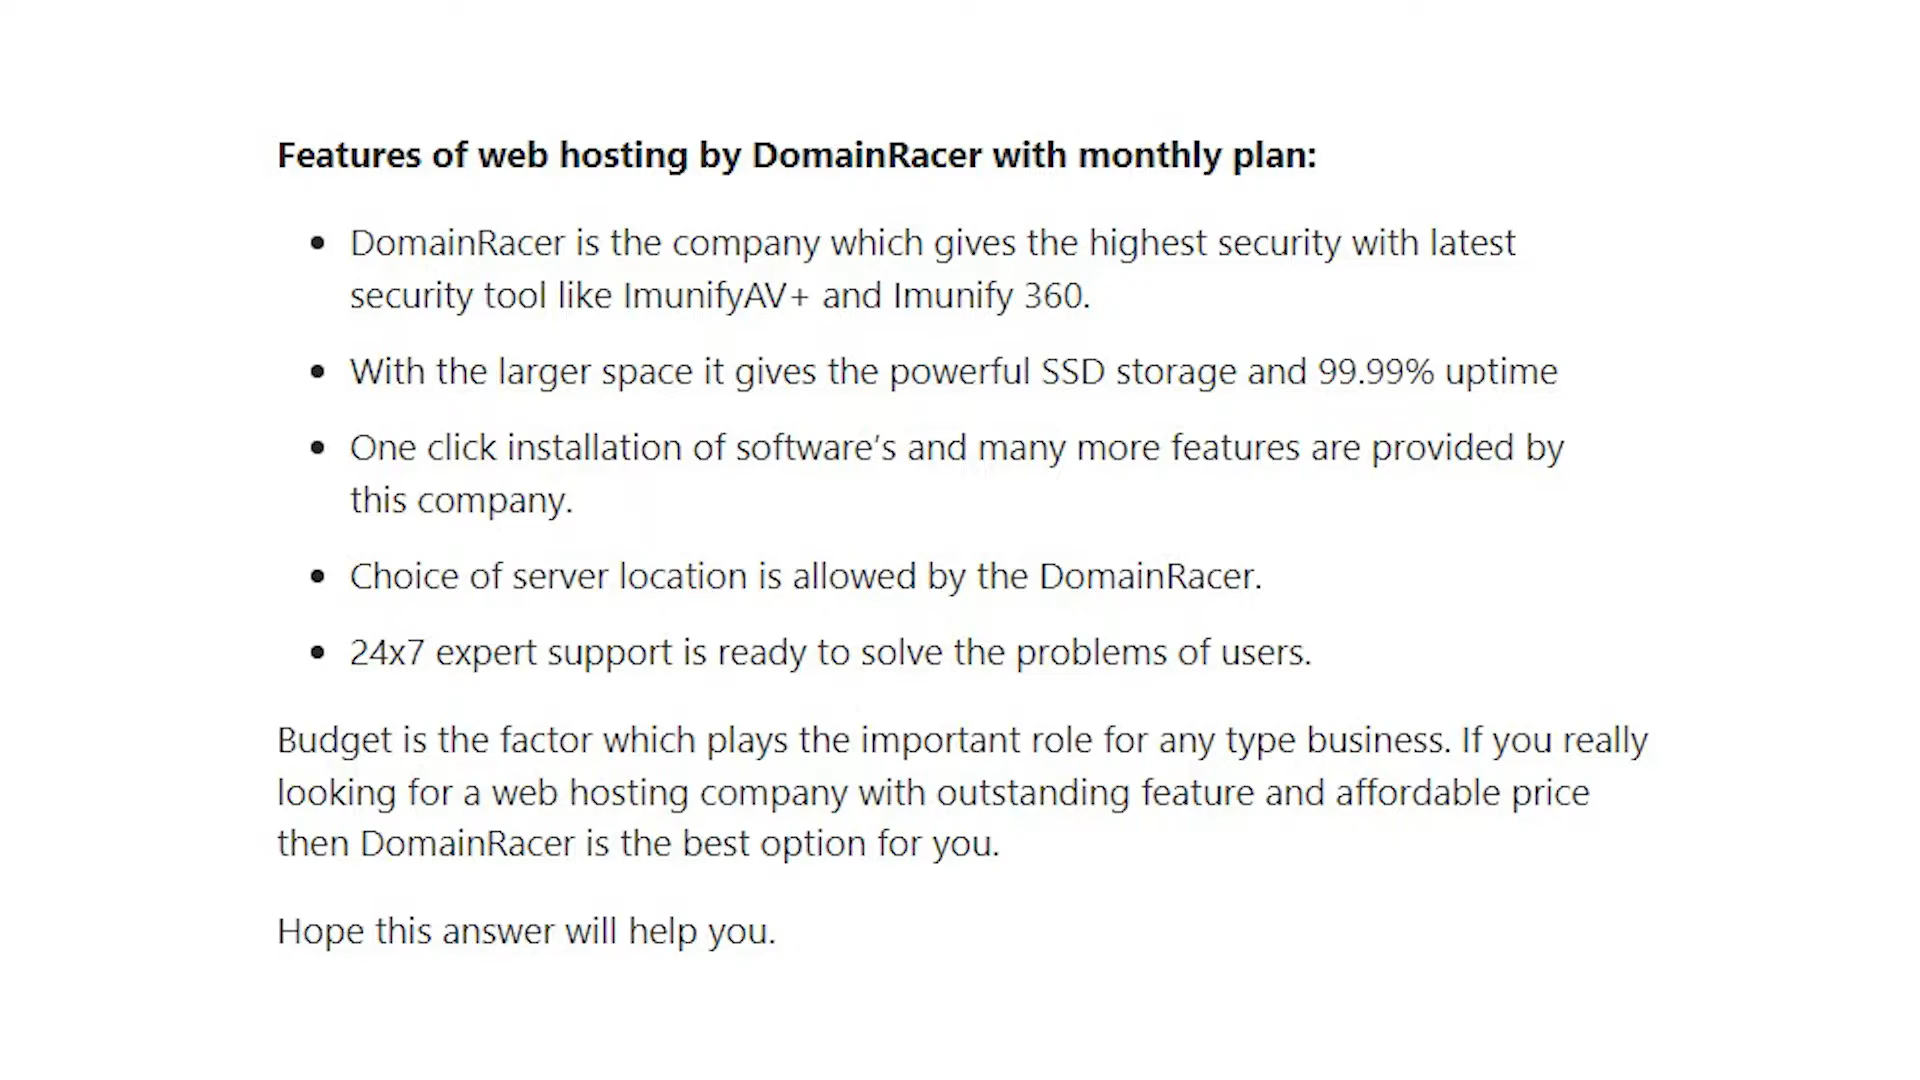 Features of web hosting by DomainRacer with monthly plan:
• DomainRacer is the company which gives the highest security with latest
security tool like ImunifyAV+ and Imunify 360.
• With the larger space it gives the powerful SSD storage and 99.99% uptime
• One click installation of software's and many more features are provided by
this company.
• Choice of server location is allowed by the DomainRacer.
• 24x7 expert support is ready to solve the problems of users.
Budget is the factor which plays the important role for any type business. If you really
looking for a web hosting company with outstanding feature and affordable price
then DomainRacer is the best option for you.
Hope this answer will help you.